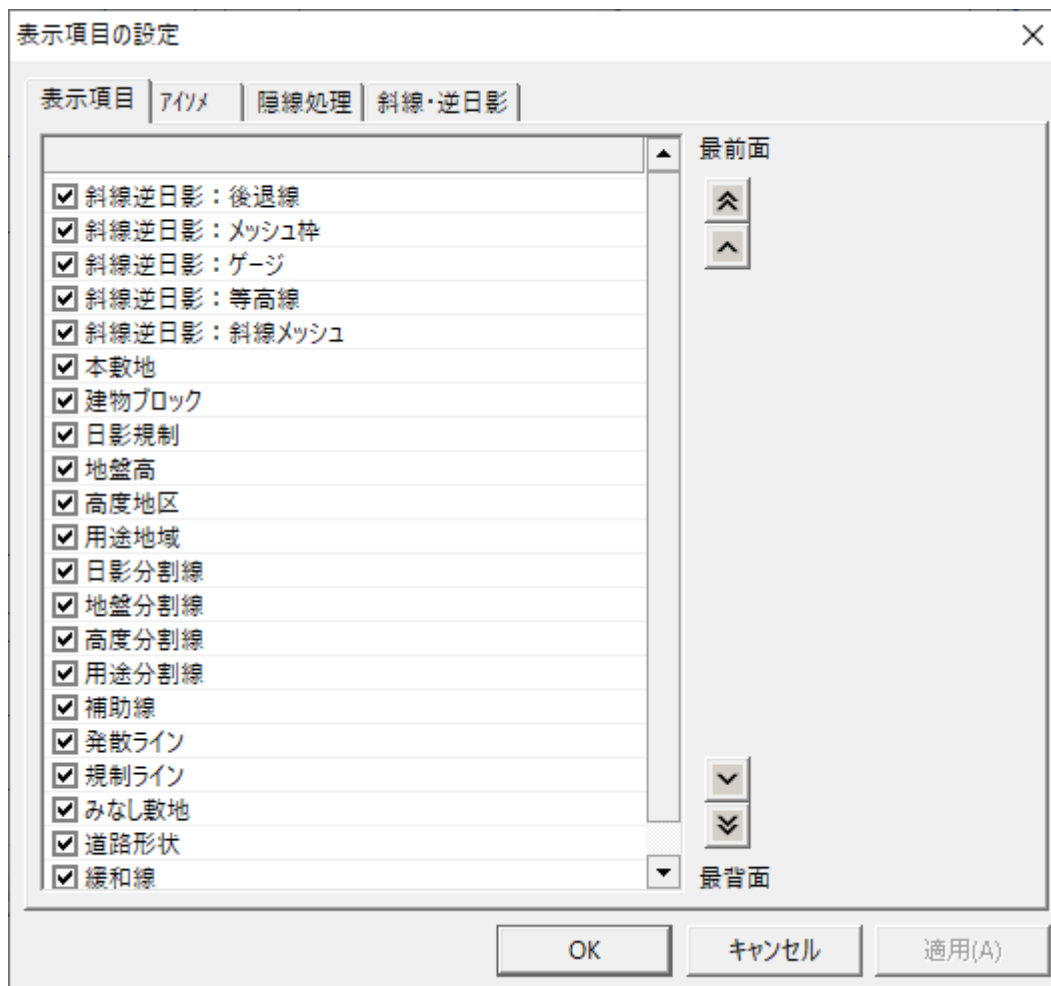 表示項目の設定
表示項目 アイソメ 隠線処理 斜線・逆日影
最前面
斜線逆日影：後退線
斜線逆日影：メッシュ枠
斜線逆日影：ゲージ
斜線逆日影：等高線
斜線逆日影：斜線メッシュ
本敷地
建物ブロック
日影規制
地盤高
高度地区
用途地域
日影分割線
地盤分割線
高度分割線
用途分割線
補助線
発散ライン
規制ライン
みなし敷地
道路形状
緩和線
最背面
OK キャンセル 適用(A)